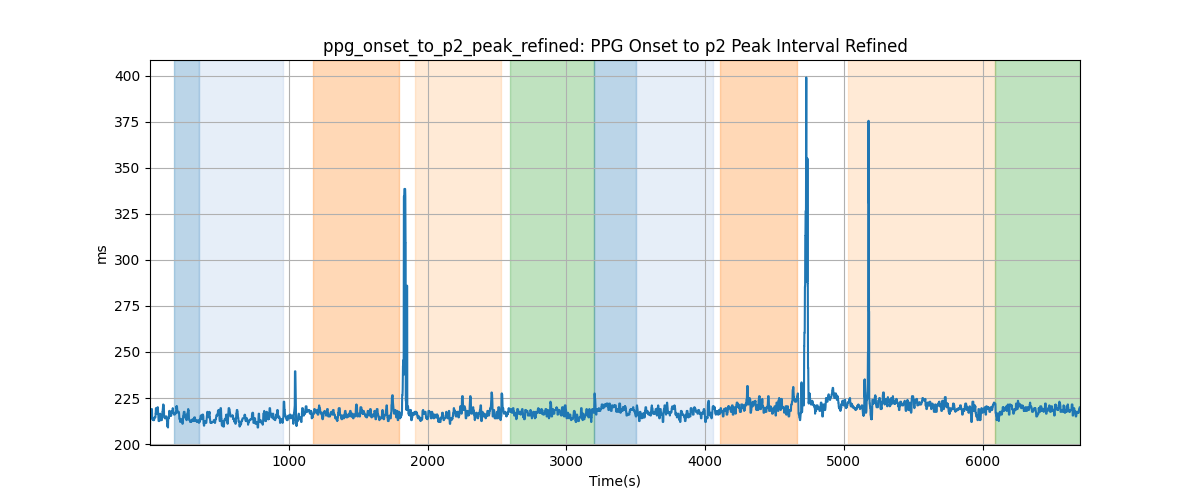 ppg_onset_to_p2_peak_refined: PPG Onset to p2 Peak Interval Refined
400
375
350
325
300
275
250
225
200
ms
1000 2000 3000 4000 5000 6000
Time(s)